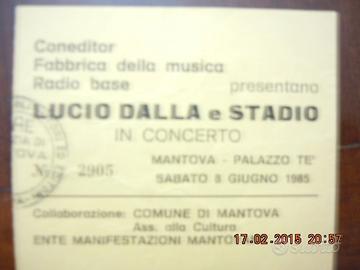 Coneditor
Fabbrica della musica
Radio base presentano
LUCIO DALLA e STADIO
IN CONCERTO
MANTOVA - PALAZZO TE'
N. 2905
SABATO 8 GIUGNO 1985
Collaborazione: COMUNE DI MANTOVA
Ass. alla Cultura
ENTE MANIFESTAZIONI MANTO
17.02.2015 20:57
subito